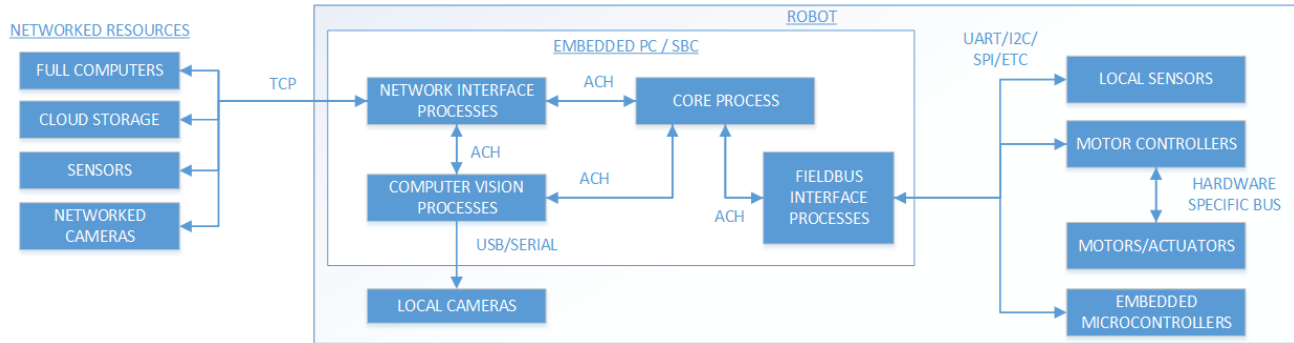 ROBOT
NETWORKED RESOURCES
EMBEDDED PC / SBC
FULL COMPUTERS
CLOUD STORAGE
SENSORS
NETWORKED
CAMERAS
TCP
NETWORK INTERFACE
PROCESSES
ACH
CORE PROCESS
ACH
COMPUTER VISION
PROCESSES
ACH
ACH
FIELDBUS
INTERFACE
PROCESSES
USB/SERIAL
LOCAL CAMERAS
UART/I2C/
SPI/ETC
LOCAL SENSORS
MOTOR CONTROLLERS
HARDWARE
SPECIFIC BUS
MOTORS/ACTUATORS
EMBEDDED
MICROCONTROLLERS